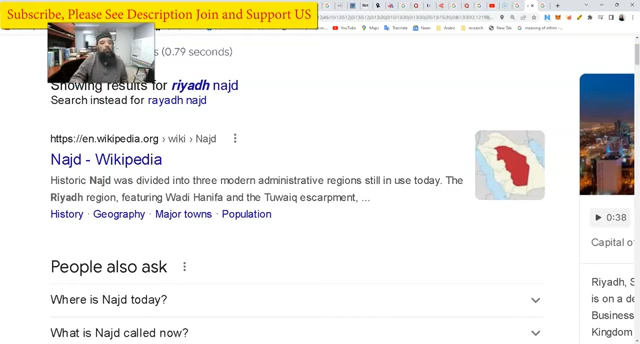 Subscribe, Please See Description Join and Support US
YouTube
Maps
Translate
News
Arabic
research
New Tab
s (0.79 seconds)
Showing results for riyadh najd
Search instead for rayadh najd
https://en.wikipedia.org › wiki › Najd
Najd - Wikipedia
Historic Najd was divided into three modern administrative regions still in use today. The
Riyadh region, featuring Wadi Hanifa and the Tuwaiq escarpment, ...
History · Geography · Major towns · Population
0:38
Capital o
People also ask
Riyadh, S
is on a de
Business
Kingdom
Where is Najd today?
What is Najd called now?